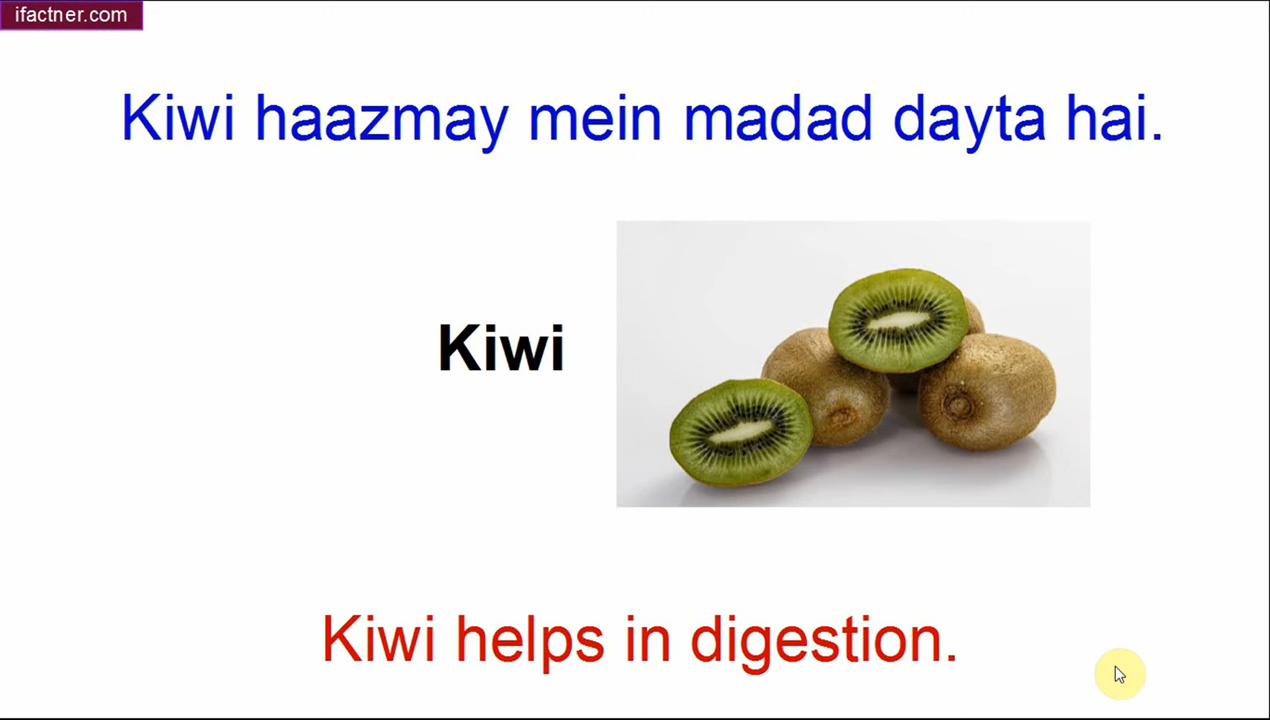 ifactner.com
Kiwi haazmay mein madad dayta hai.
Kiwi
Kiwi helps in digestion.